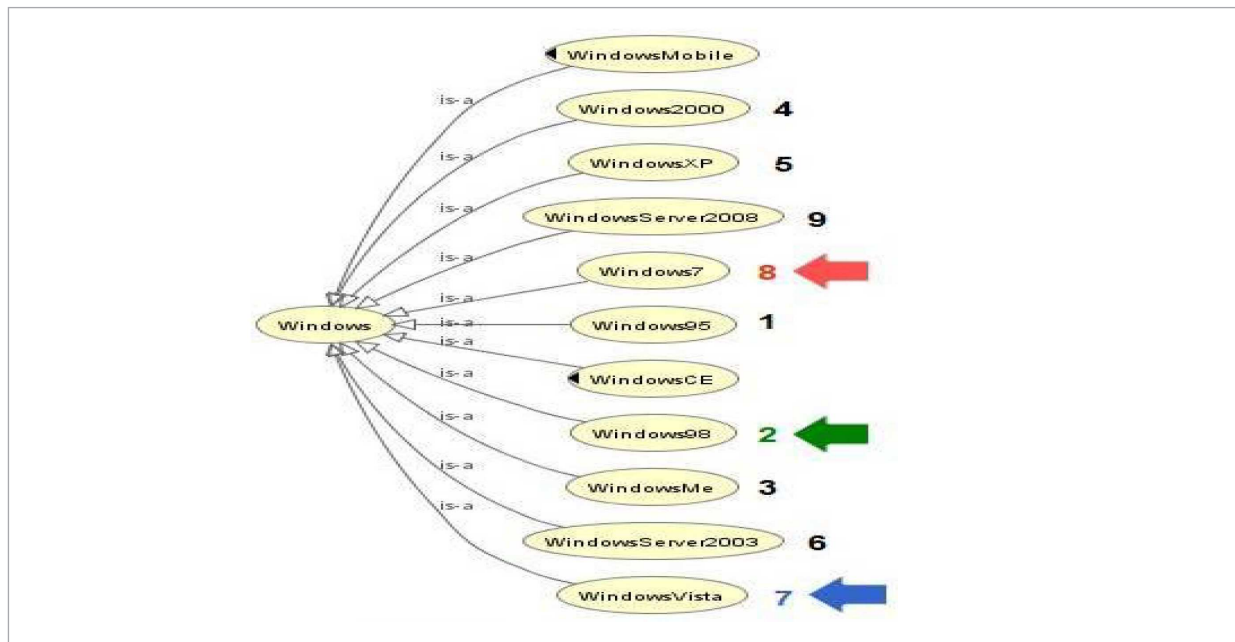 WindowsMobile
is-a
Windows2000 4
is-a
WindowsXP 5
is-a
WindowsServer2008 9
is-a
Windows7 8
is-a
Windows Windows95 1
is-a
is-a
WindowsCE
is-a
Windows98 2
is-a
WindowsMe 3
is-a
WindowsServer2003 6
is-a
WindowsVista 7